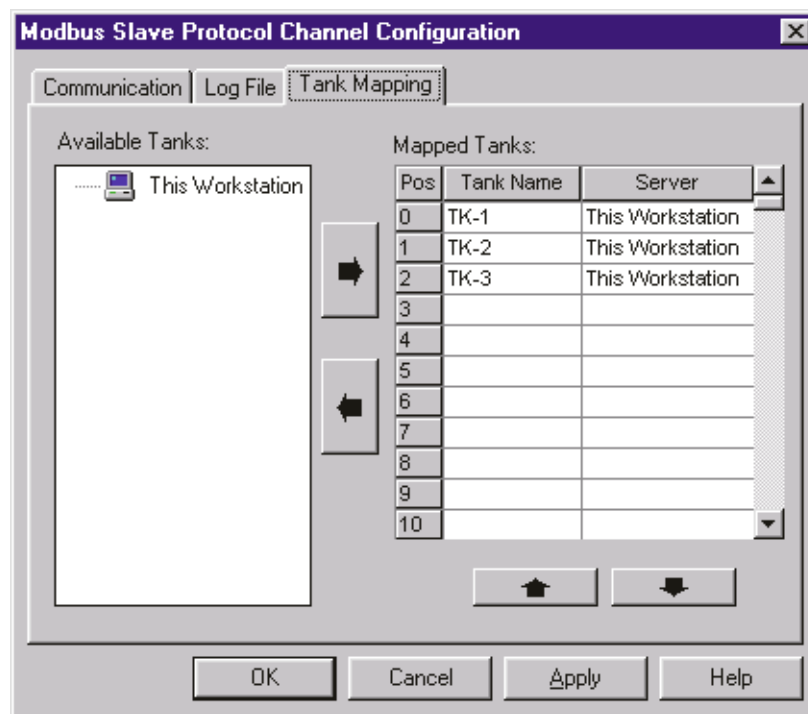 Modbus Slave Protocol Channel Configuration
Communication
Log File
Tank Mapping
Available Tanks:
This Workstation
Mapped Tanks:
Pos Tank Name Server
0 TK-1 This Workstation
1 TK-2 This Workstation
2 TK-3 This Workstation
3
4
5
6
7
8
9
10
OK
Cancel
Apply
Help